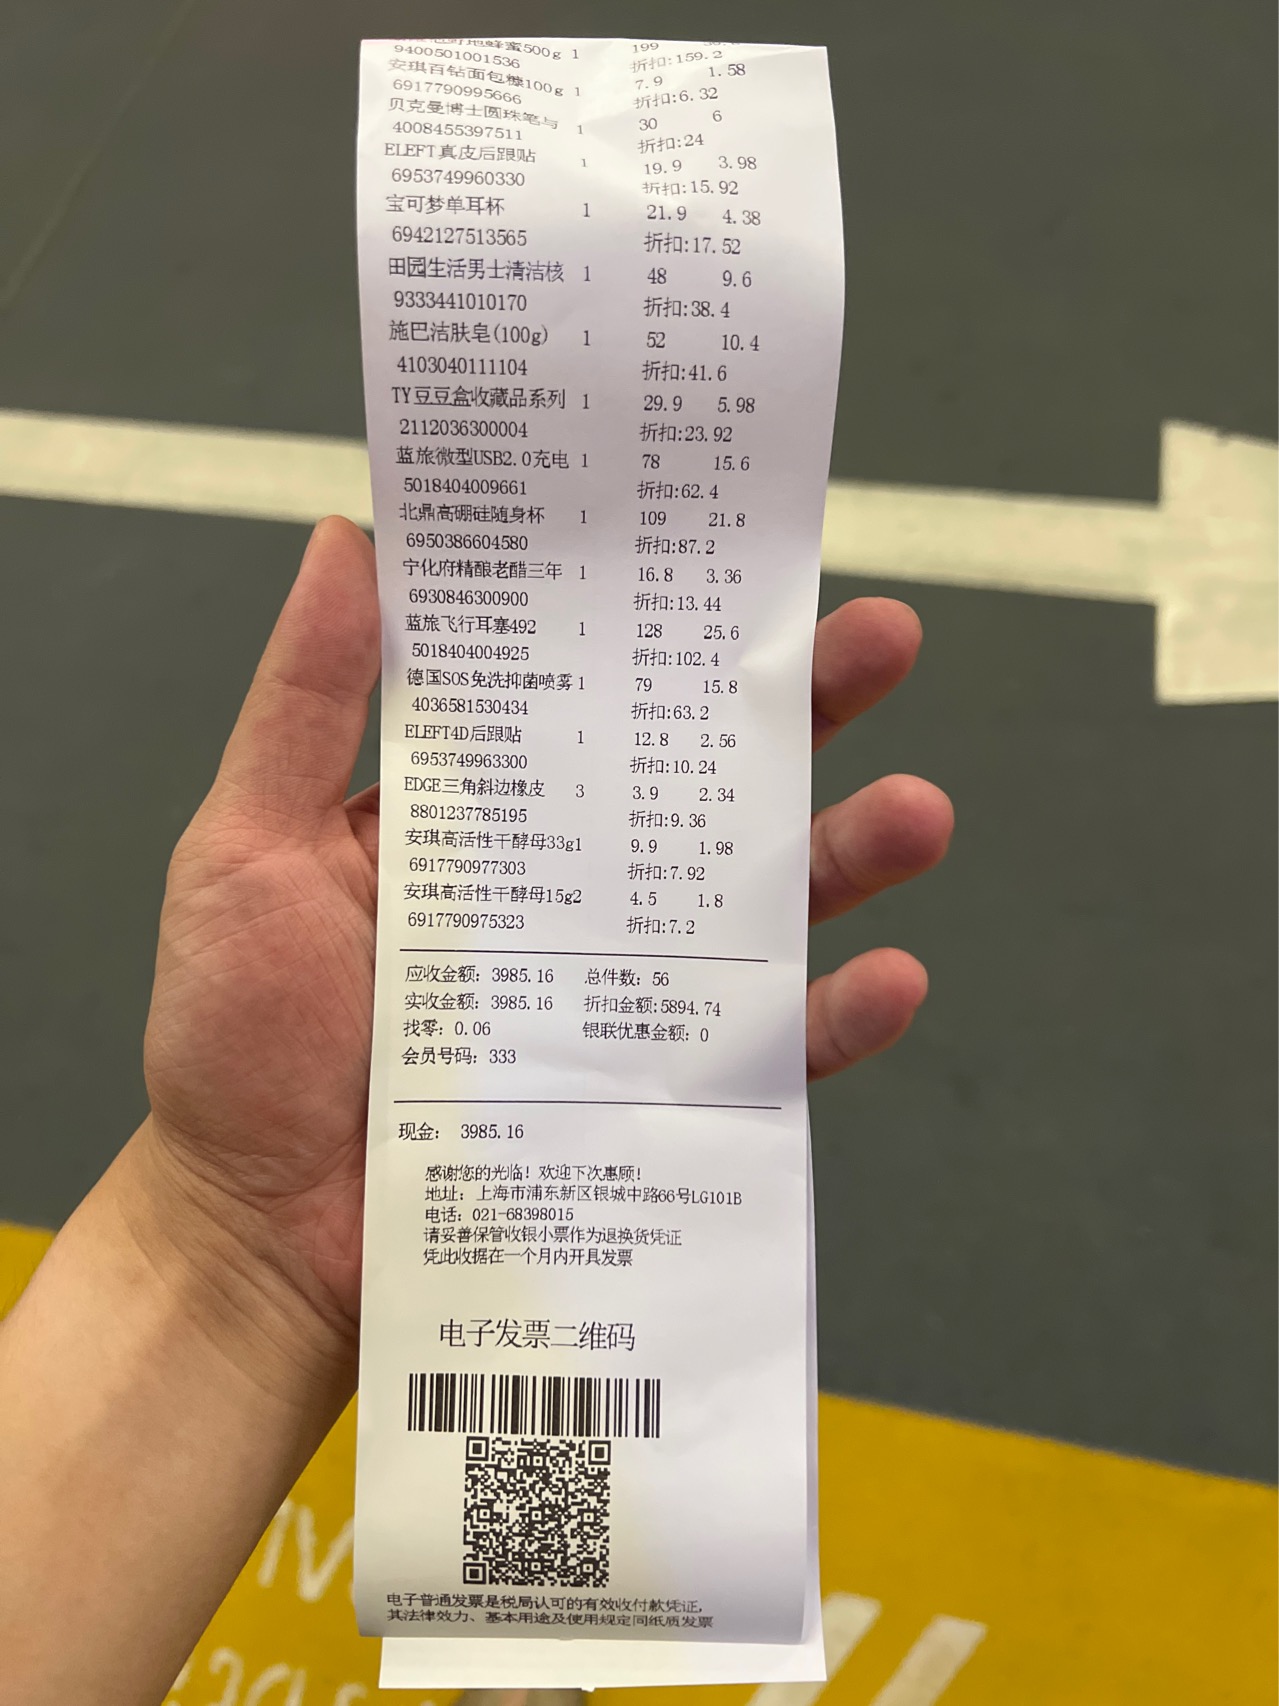 蜂蜜500g 1 199
9400501001536 折扣:159.2
安琪百钻面包糠100g 1 7.9 1.58
6917790995666 折扣:6.32
贝克曼博士圆珠笔与 1 30 6
4008455397511 折扣:24
ELEFT真皮后跟贴 1 19.9 3.98
6953749960330 折扣:15.92
宝可梦单耳杯 1 21.9 4.38
6942127513565 折扣:17.52
田园生活男士清洁核 1 48 9.6
9333441010170 折扣:38.4
施巴洁肤皂(100g) 1 52 10.4
4103040111104 折扣:41.6
TY豆豆盒收藏品系列 1 29.9 5.98
2112036300004 折扣:23.92
蓝旅微型USB2.0充电 1 78 15.6
5018404009661 折扣:62.4
北鼎高硼硅随身杯 1 109 21.8
6950386604580 折扣:87.2
宁化府精酿老醋三年 1 16.8 3.36
6930846300900 折扣:13.44
蓝旅飞行耳塞492 1 128 25.6
5018404004925 折扣:102.4
德国SOS免洗抑菌喷雾1 79 15.8
4036581530434 折扣:63.2
ELEFT4D后跟贴 1 12.8 2.56
6953749963300 折扣:10.24
EDGE三角斜边橡皮 3 3.9 2.34
8801237785195 折扣:9.36
安琪高活性干酵母33g1 9.9 1.98
6917790977303 折扣:7.92
安琪高活性干酵母15g2 4.5 1.8
6917790975323 折扣:7.2
应收金额: 3985.16 总件数: 56
实收金额: 3985.16 折扣金额:5894.74
找零: 0.06 银联优惠金额: 0
会员号码: 333
现金: 3985.16
感谢您的光临! 欢迎下次惠顾!
地址: 上海市浦东新区银城中路66号LG101B
电话: 021-68398015
请妥善保管收银小票作为退换货凭证
凭此收据在一个月内开具发票
电子发票二维码
电子普通发票是税局认可的有效收付款凭证,
其法律效力、基本用途及使用规定同纸质发票